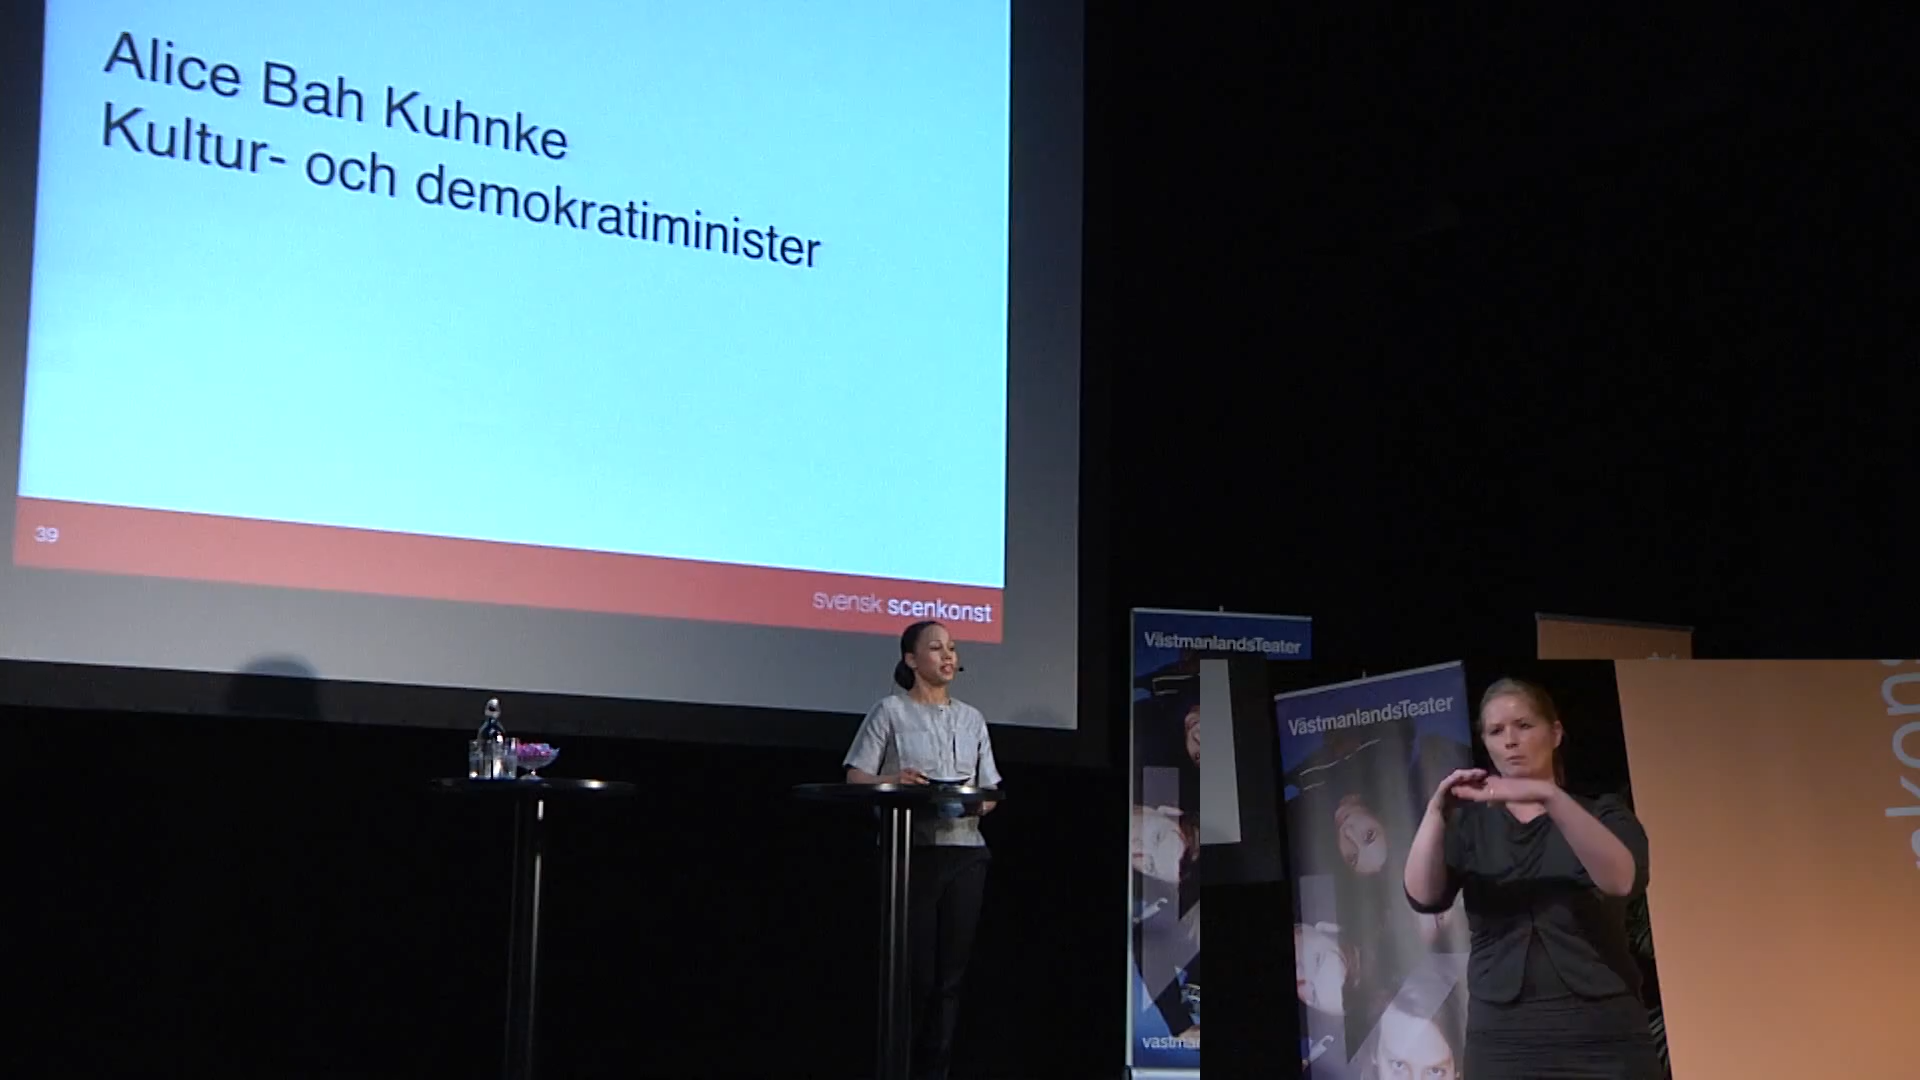 Alice Bah Kuhnke
Kultur- och demokratiminister
39
svensk scenkonst
VästmanlandsTeater
VästmanlandsTeater